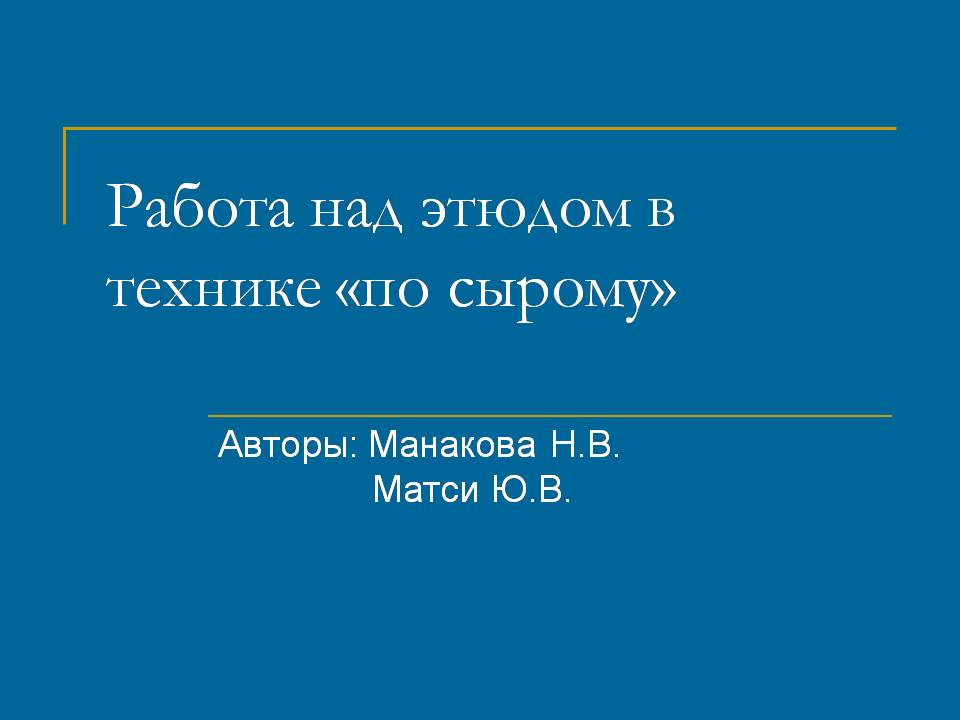 Работа над этюдом в
технике «по сырому»
Авторы: Манакова Н.В.
Матси Ю.В.